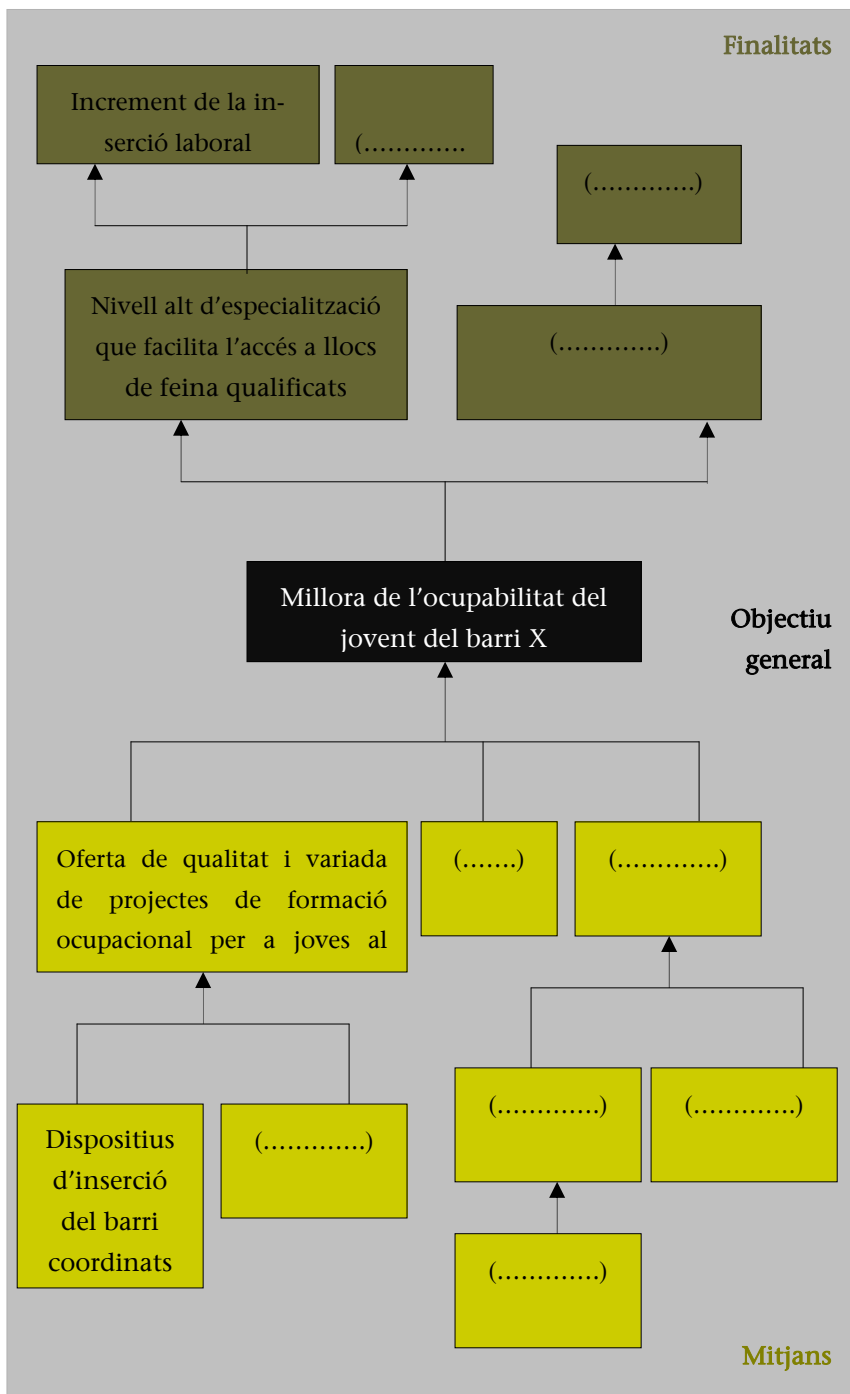 Finalitats
Increment de la in-
serció laboral
(………….
(………….)
Nivell alt d’especialització
que facilita l’accés a llocs
de feina qualificats
(………….)
Millora de l’ocupabilitat del
jovent del barri X
Objectiu
general
Oferta de qualitat i variada
de projectes de formació
ocupacional per a joves al
(…….)
(………….)
Dispositius
d’inserció
del barri
coordinats
(………….)
(………….)
(………….)
(………….)
Mitjans